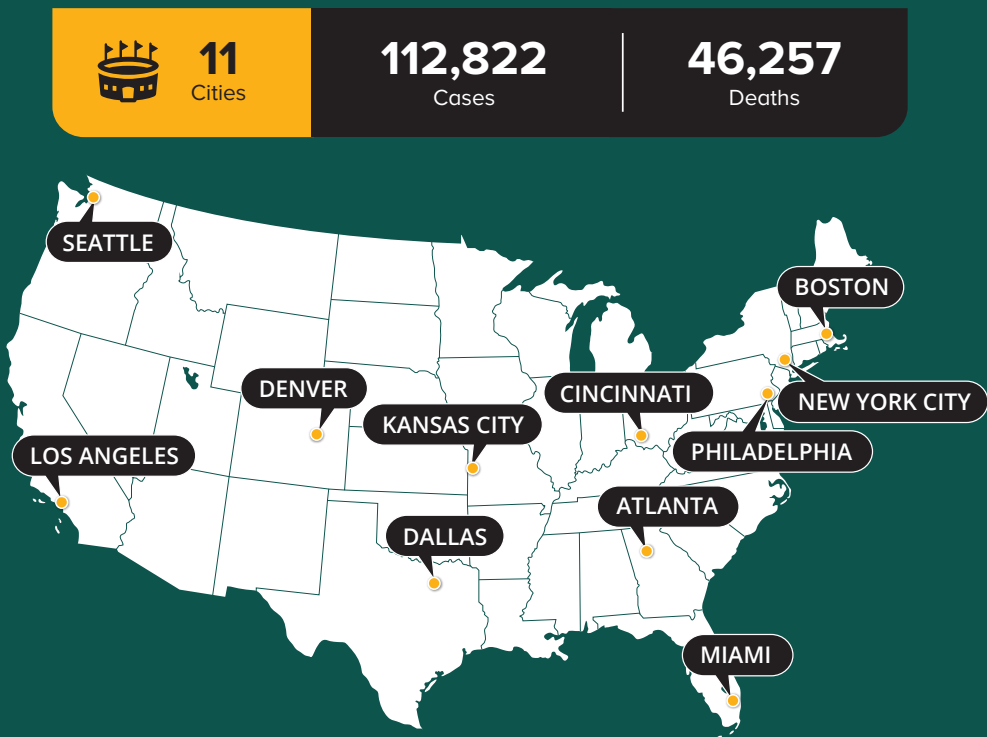 11
Cities
112,822
Cases
46,257
Deaths
SEATTLE
BOSTON
DENVER
CINCINNATI
NEW YORK CITY
KANSAS CITY
PHILADELPHIA
LOS ANGELES
ATLANTA
DALLAS
MIAMI